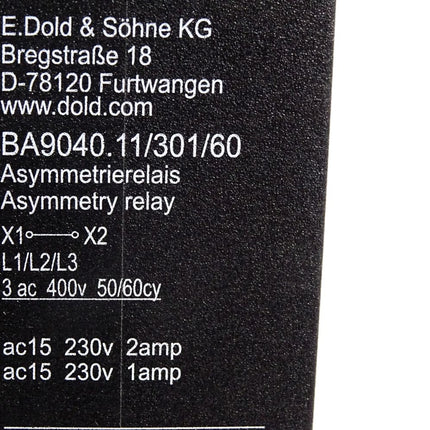 E.Dold & Söhne KG
Bregstraße 18
D-78120 Furtwangen
www.dold.com
BA9040.11/301/60
Asymmetrierelais
Asymmetry relay
X1 X2
L1/L2/L3
3 ac 400v 50/60cy
ac15 230v 2amp
ac15 230v 1amp